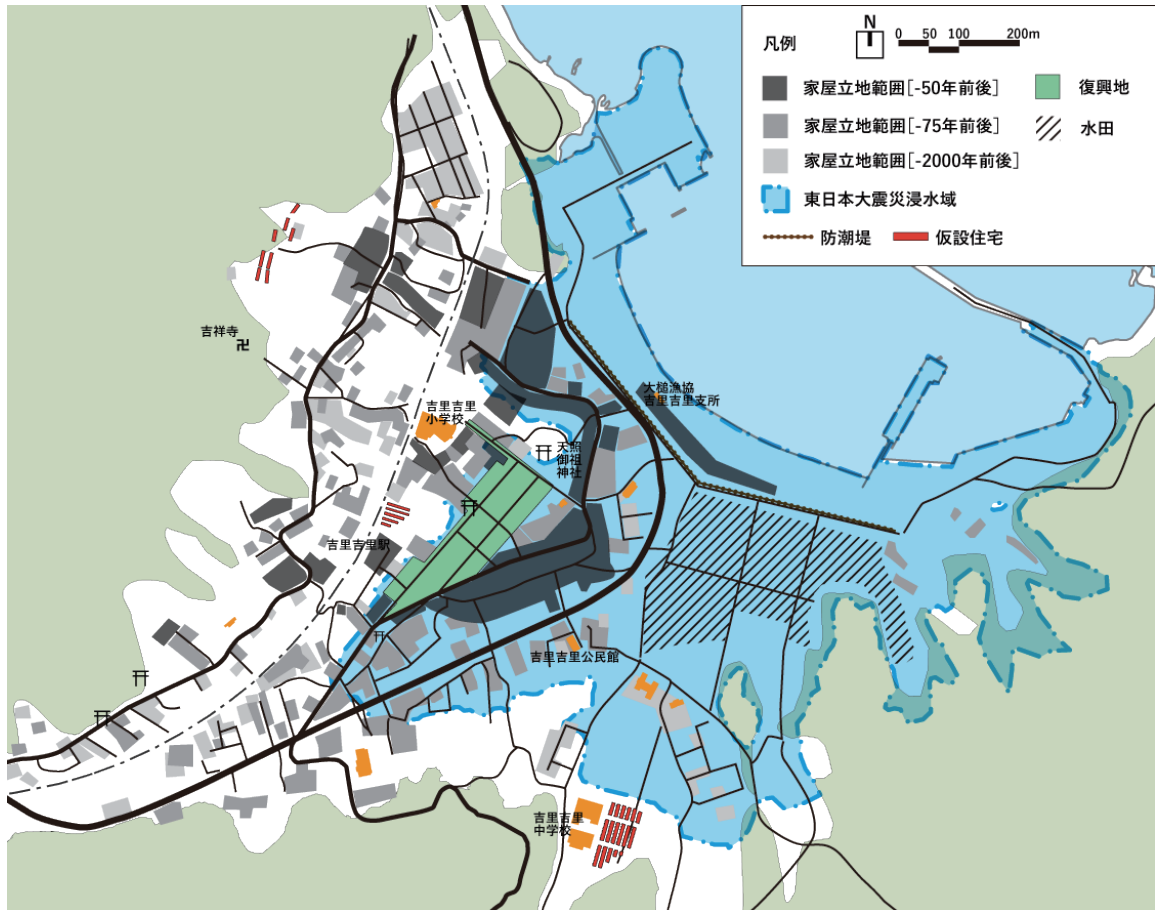 凡例
N
0 50 100 200m
家屋立地範囲[-50年前後]
復興地
家屋立地範囲[-75年前後]
水田
家屋立地範囲[-2000年前後]
東日本大震災浸水域
防潮堤
仮設住宅
吉祥寺
卍
大槌漁協
吉里吉里支所
吉里吉里
小学校
天照
御祖
神社
吉里吉里駅
吉里吉里公民館
吉里吉里
中学校